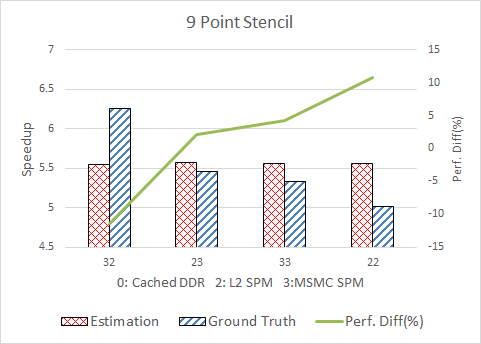 9 Point Stencil
7
6.5
6
5.5
5
4.5
Speedup
15
10
5
0
-5
-10
-15
Perf. Diff(%)
32 23 33 22
0: Cached DDR 2: L2 SPM 3:MSMC SPM
Estimation Ground Truth Perf. Diff(%)